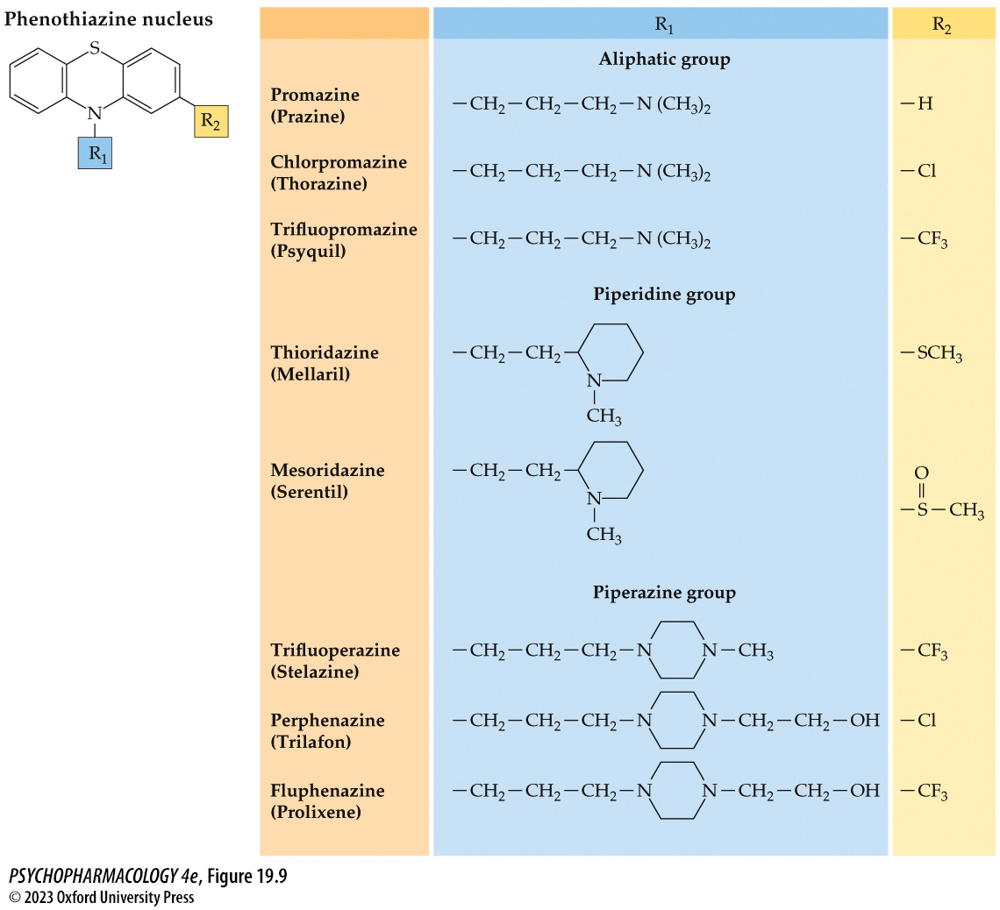 Phenothiazine nucleus
S
N
R₂
R₁
R₁ R₂
Aliphatic group
Promazine
(Prazine)
—CH₂—CH₂—CH₂—N (CH₃)₂ —H
Chlorpromazine
(Thorazine)
—CH₂—CH₂—CH₂—N (CH₃)₂ —Cl
Trifluopromazine
(Psyquil)
—CH₂—CH₂—CH₂—N (CH₃)₂ —CF₃
Piperidine group
Thioridazine
(Mellaril)
—CH₂—CH₂ —SCH₃
N
CH₃
Mesoridazine
(Serentil)
—CH₂—CH₂
N
CH₃
O
—S—CH₃
Piperazine group
Trifluoperazine
(Stelazine)
—CH₂—CH₂—CH₂—N N—CH₃ —CF₃
Perphenazine
(Trilafon)
—CH₂—CH₂—CH₂—N N—CH₂—CH₂—OH —Cl
Fluphenazine
(Prolixene)
—CH₂—CH₂—CH₂—N N—CH₂—CH₂—OH —CF₃
PSYCHOPHARMACOLOGY 4e, Figure 19.9
© 2023 Oxford University Press